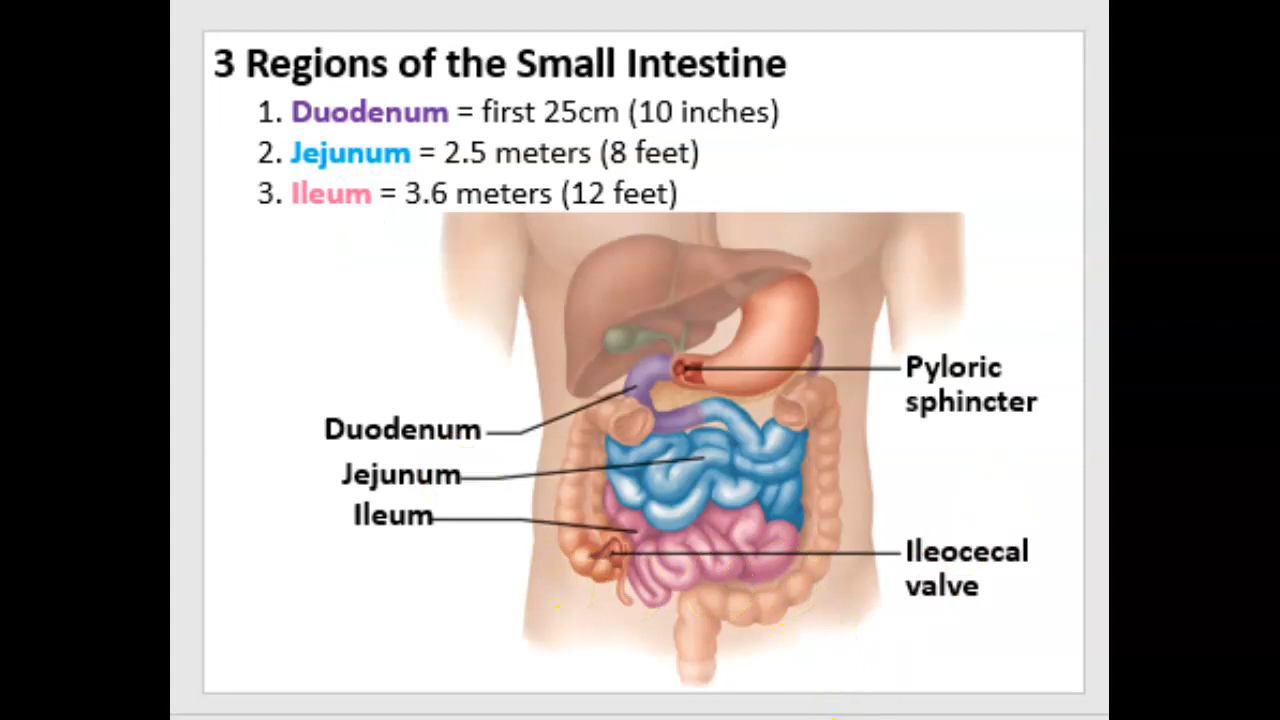 3 Regions of the Small Intestine
1. Duodenum = first 25cm (10 inches)
2. Jejunum = 2.5 meters (8 feet)
3. Ileum = 3.6 meters (12 feet)
Pyloric
sphincter
Duodenum
Jejunum
Ileum
Ileocecal
valve